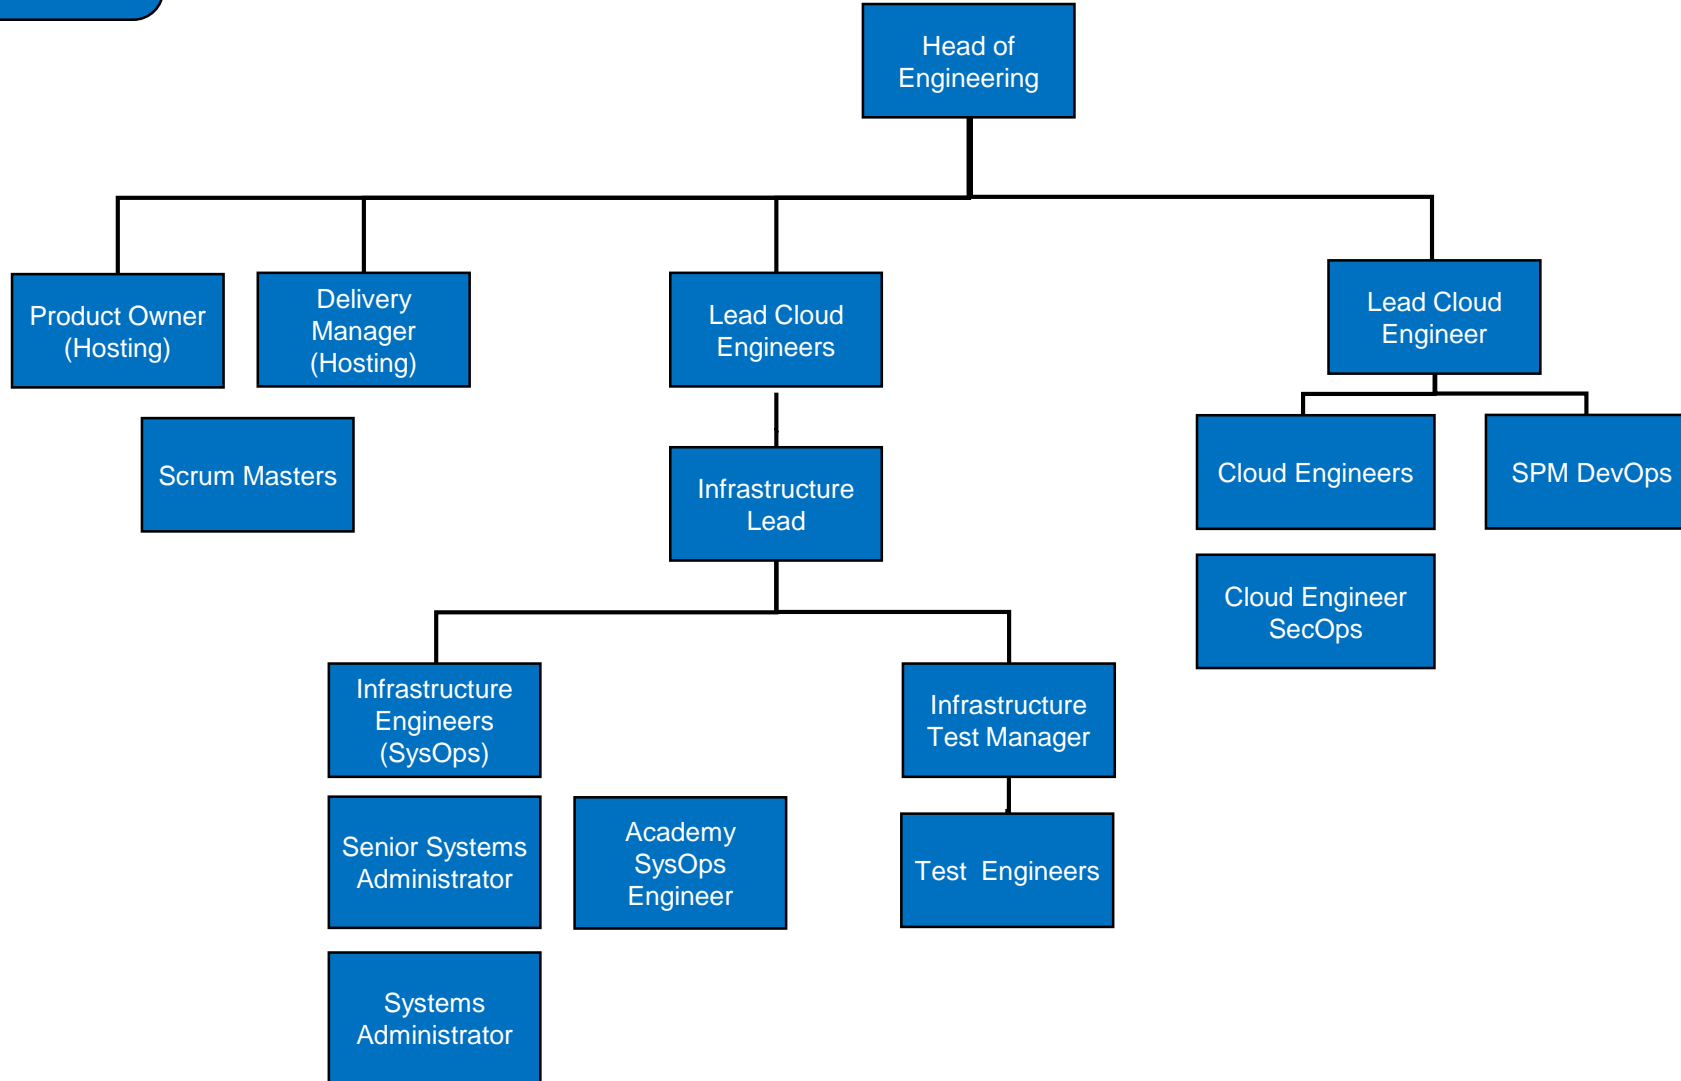 Head of
Engineering
Product Owner
(Hosting)
Delivery
Manager
(Hosting)
Lead Cloud
Engineers
Lead Cloud
Engineer
Scrum Masters
Infrastructure
Lead
Cloud Engineers
SPM DevOps
Cloud Engineer
SecOps
Infrastructure
Engineers
(SysOps)
Infrastructure
Test Manager
Senior Systems
Administrator
Academy
SysOps
Engineer
Test  Engineers
Systems
Administrator